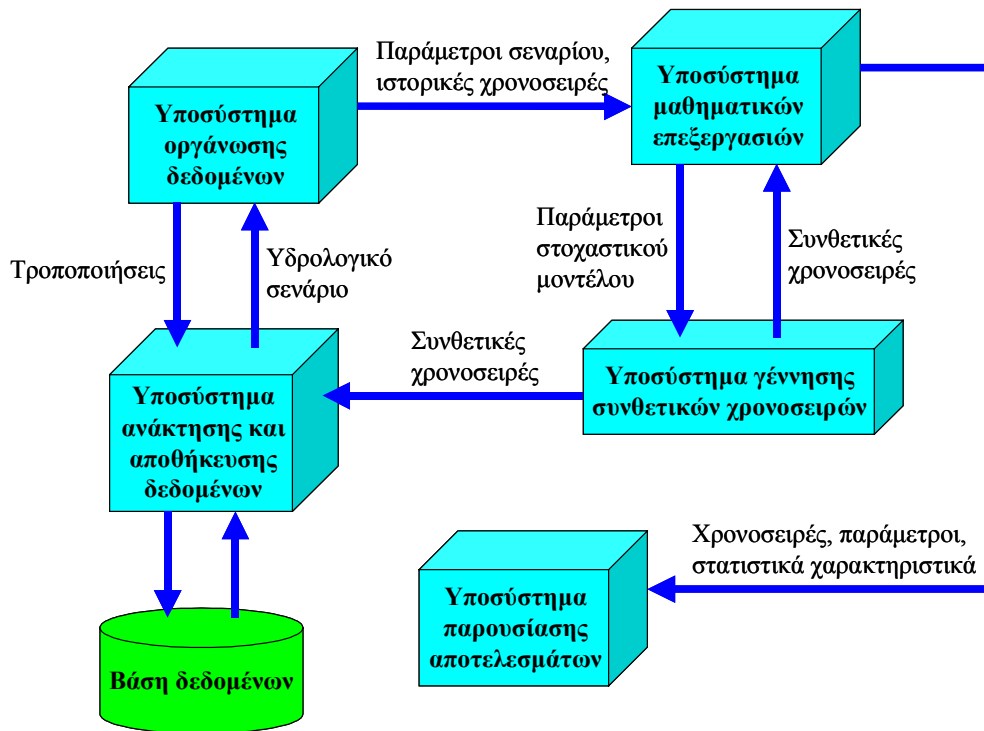 Παράμετροι σεναρίου,
ιστορικές χρονοσειρές
Υποσύστημα
οργάνωσης
δεδομένων
Υποσύστημα
μαθηματικών
επεξεργασιών
Τροποποιήσεις
Υδρολογικό
σενάριο
Παράμετροι
στοχαστικού
μοντέλου
Συνθετικές
χρονοσειρές
Συνθετικές
χρονοσειρές
Υποσύστημα
ανάκτησης και
αποθήκευσης
δεδομένων
Υποσύστημα γέννησης
συνθετικών χρονοσειρών
Χρονοσειρές, παράμετροι,
στατιστικά χαρακτηριστικά
Υποσύστημα
παρουσίασης
αποτελεσμάτων
Βάση δεδομένων